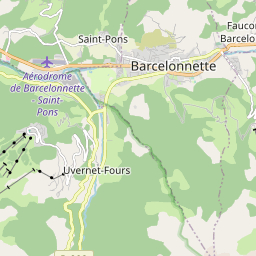 Saint-Pons
Faucon-
Barcelo
Barcelonnette
Aérodrome
de Barcelonnette
- Saint-
Pons
Uvernet-Fours